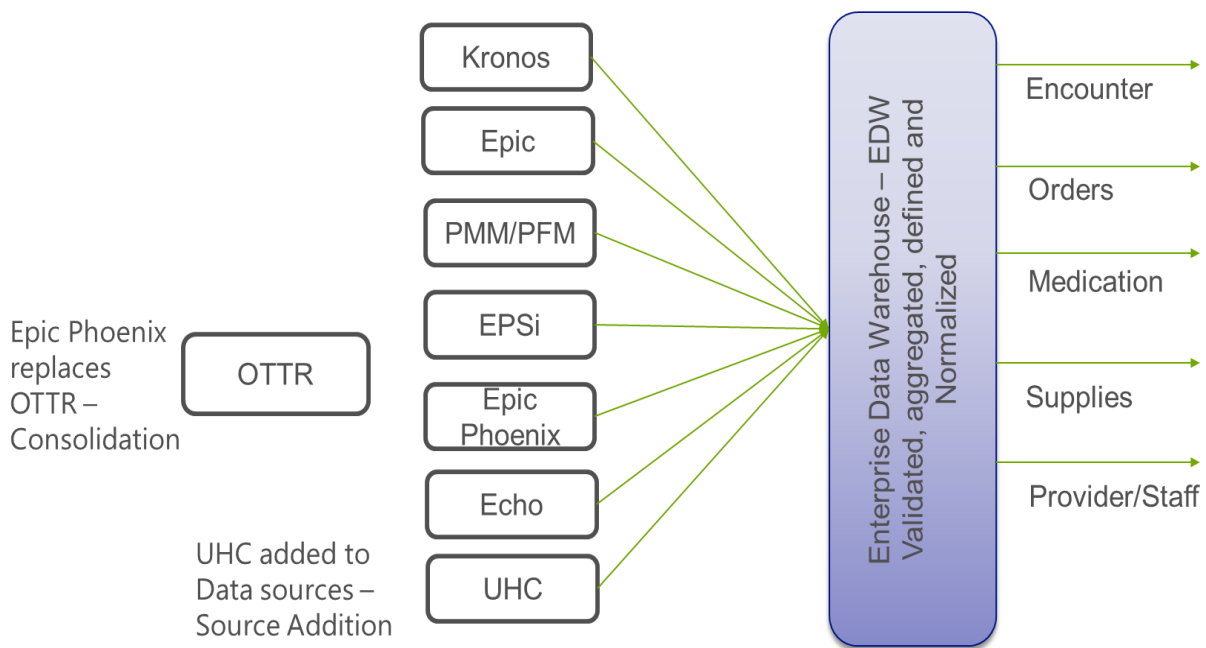 Kronos
Epic
PMM/PFM
EPSi
Epic
Phoenix
Echo
UHC
OTTR
Epic Phoenix
replaces
OTTR –
Consolidation
UHC added to
Data sources –
Source Addition
Enterprise Data Warehouse – EDW
Validated, aggregated, defined and
Normalized
Encounter
Orders
Medication
Supplies
Provider/Staff